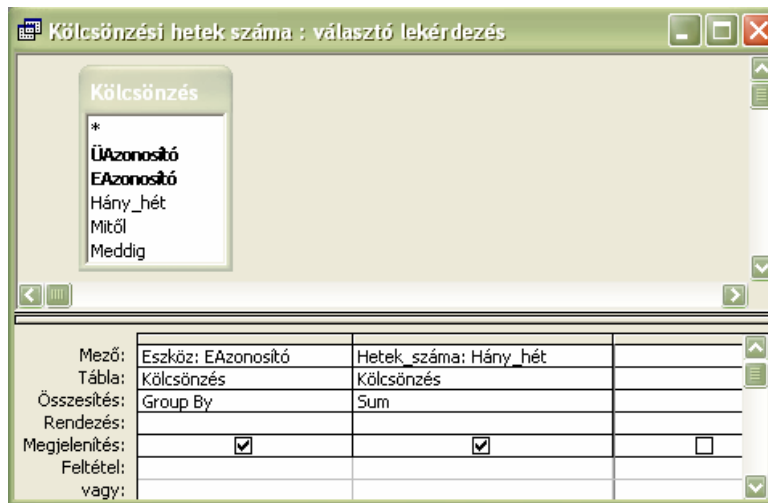 Kölcsönzési hetek száma : választó lekérdezés
Kölcsönzés
*
ÜAzonosító
EAzonosító
Hány_hét
Mitől
Meddig
Mező: Eszköz: EAzonosító Hetek_száma: Hány_hét
Tábla: Kölcsönzés Kölcsönzés
Összesítés: Group By Sum
Rendezés:
Megjelenítés:
Feltétel:
vagy: